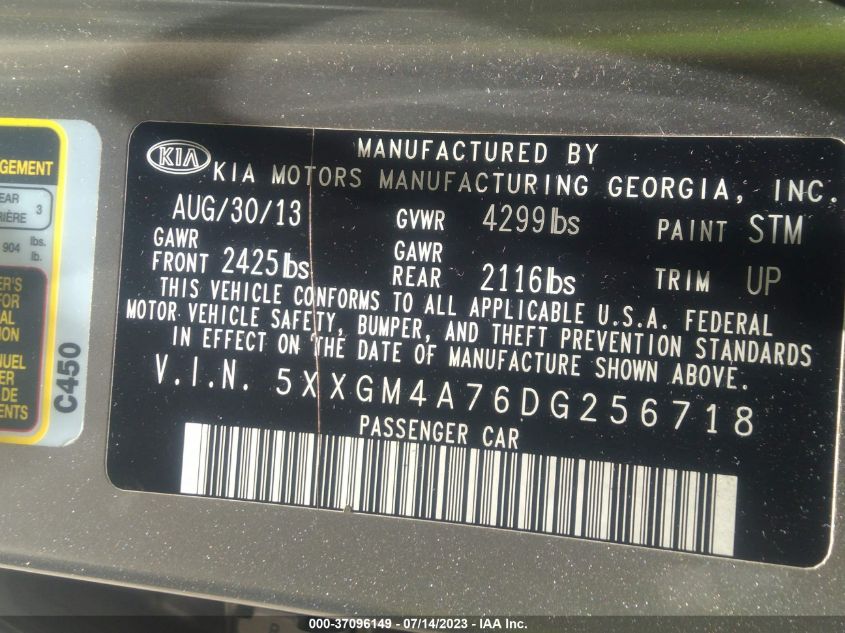 GEMENT
EAR
RIÈRE 3
904 lbs.
lb.
ER'S
FOR
AL
TION
NUEL
ER
DE
ENTS
C450
KIA
MANUFACTURED BY
KIA MOTORS MANUFACTURING GEORGIA, INC.
AUG/30/13 GVWR 4299lbs PAINT STM
GAWR GAWR
FRONT 2425lbs REAR 2116lbs TRIM UP
THIS VEHICLE CONFORMS TO ALL APPLICABLE U.S.A. FEDERAL
MOTOR VEHICLE SAFETY, BUMPER, AND THEFT PREVENTION STANDARDS
IN EFFECT ON THE DATE OF MANUFACTURE SHOWN ABOVE.
V.I.N. 5XXGM4A76DG256718
PASSENGER CAR
000-37096149 - 07/14/2023 - IAA Inc.